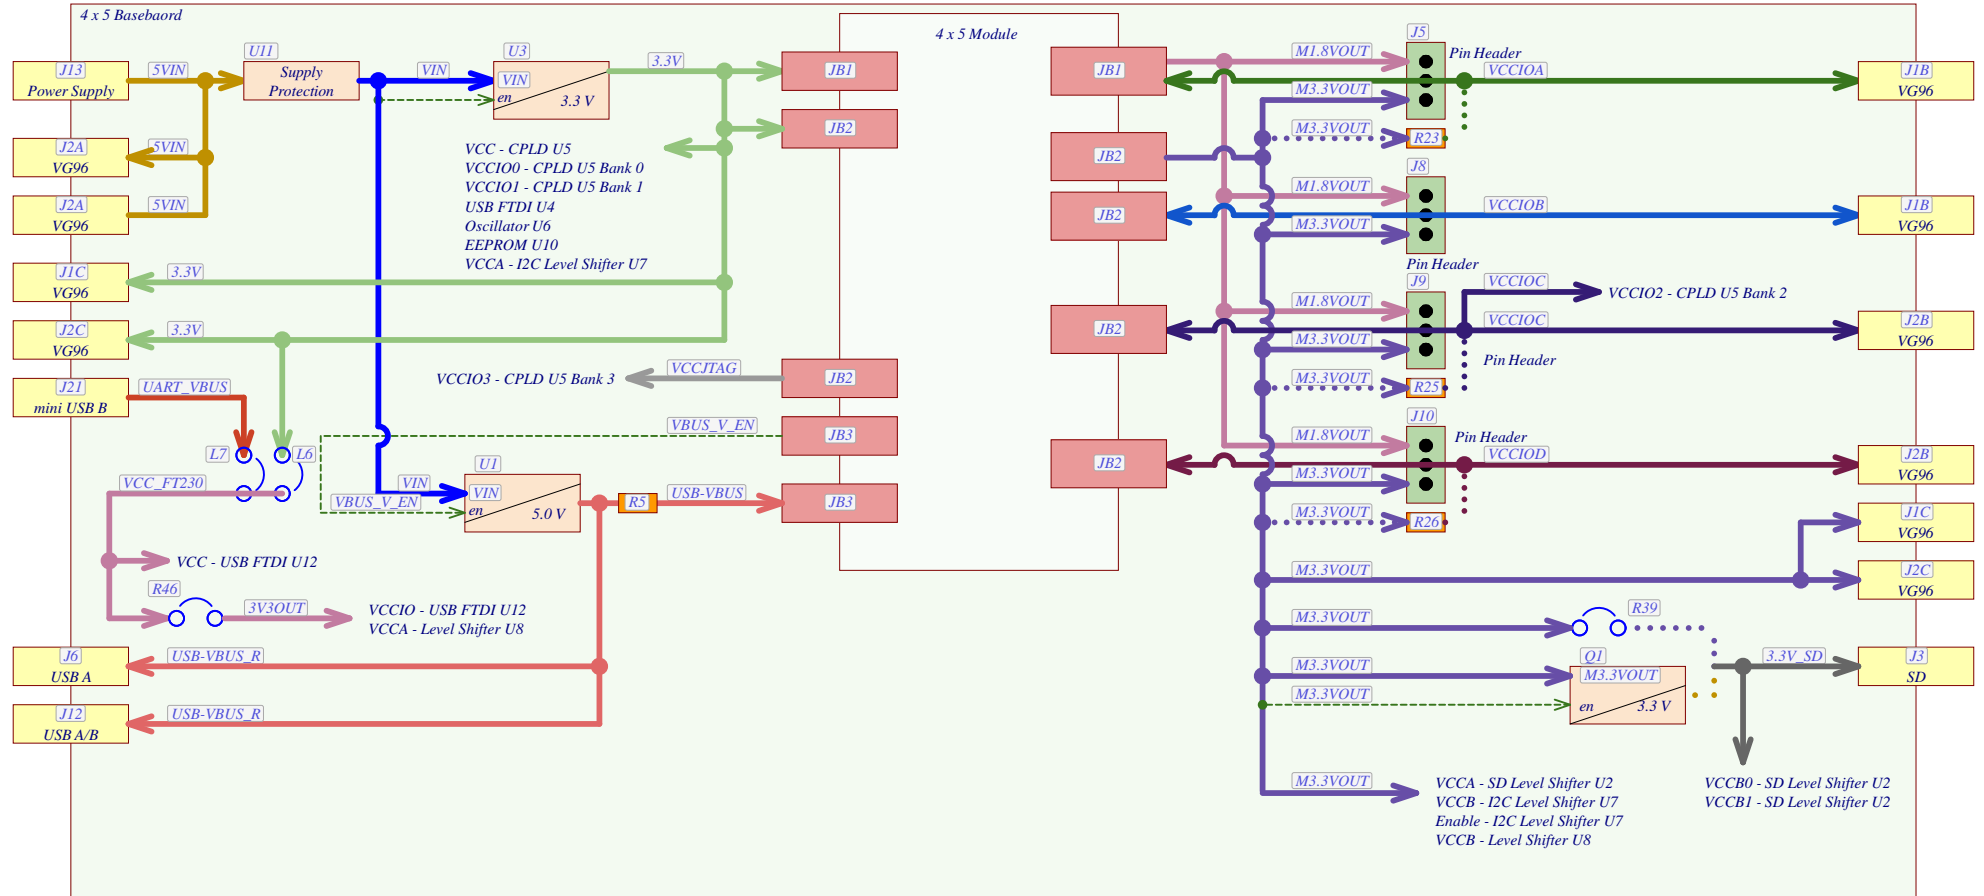 4 x 5 Basebaord
4 x 5 Module
J13
Power Supply
5VIN
U11
Supply
Protection
VIN
U3
VIN
en
3.3 V
3.3V
JB1
JB2
J2A
VG96
5VIN
J2A
VG96
5VIN
VCC - CPLD U5
VCCIO0 - CPLD U5 Bank 0
VCCIO1 - CPLD U5 Bank 1
USB FTDI U4
Oscillator U6
EEPROM U10
VCCA - I2C Level Shifter U7
J1C
VG96
3.3V
J2C
VG96
3.3V
J21
mini USB B
UART_VBUS
VCCIO3 - CPLD U5 Bank 3
VCCJTAG
JB2
VBUS_V_EN
JB3
L7
L6
VCC_FT230
VIN
VBUS_V_EN
U1
VIN
en
5.0 V
R5
USB-VBUS
JB3
VCC - USB FTDI U12
R46
3V3OUT
VCCIO - USB FTDI U12
VCCA - Level Shifter U8
J6
USB A
USB-VBUS_R
J12
USB A/B
USB-VBUS_R
JB1
JB2
JB2
JB2
JB2
M1.8VOUT
J5
Pin Header
VCCIOA
J1B
VG96
M3.3VOUT
M3.3VOUT
R23
J8
M1.8VOUT
VCCIOB
J1B
VG96
M3.3VOUT
Pin Header
J9
VCCIOC
VCCIO2 - CPLD U5 Bank 2
M1.8VOUT
VCCIOC
J2B
VG96
M3.3VOUT
Pin Header
M3.3VOUT
R25
J10
M1.8VOUT
Pin Header
VCCIOD
J2B
VG96
M3.3VOUT
M3.3VOUT
R26
J1C
VG96
M3.3VOUT
J2C
VG96
M3.3VOUT
R39
M3.3VOUT
Q1
M3.3VOUT
en
3.3 V
3.3V_SD
J3
SD
M3.3VOUT
M3.3VOUT
VCCA - SD Level Shifter U2
VCCB - I2C Level Shifter U7
Enable - I2C Level Shifter U7
VCCB - Level Shifter U8
VCCB0 - SD Level Shifter U2
VCCB1 - SD Level Shifter U2